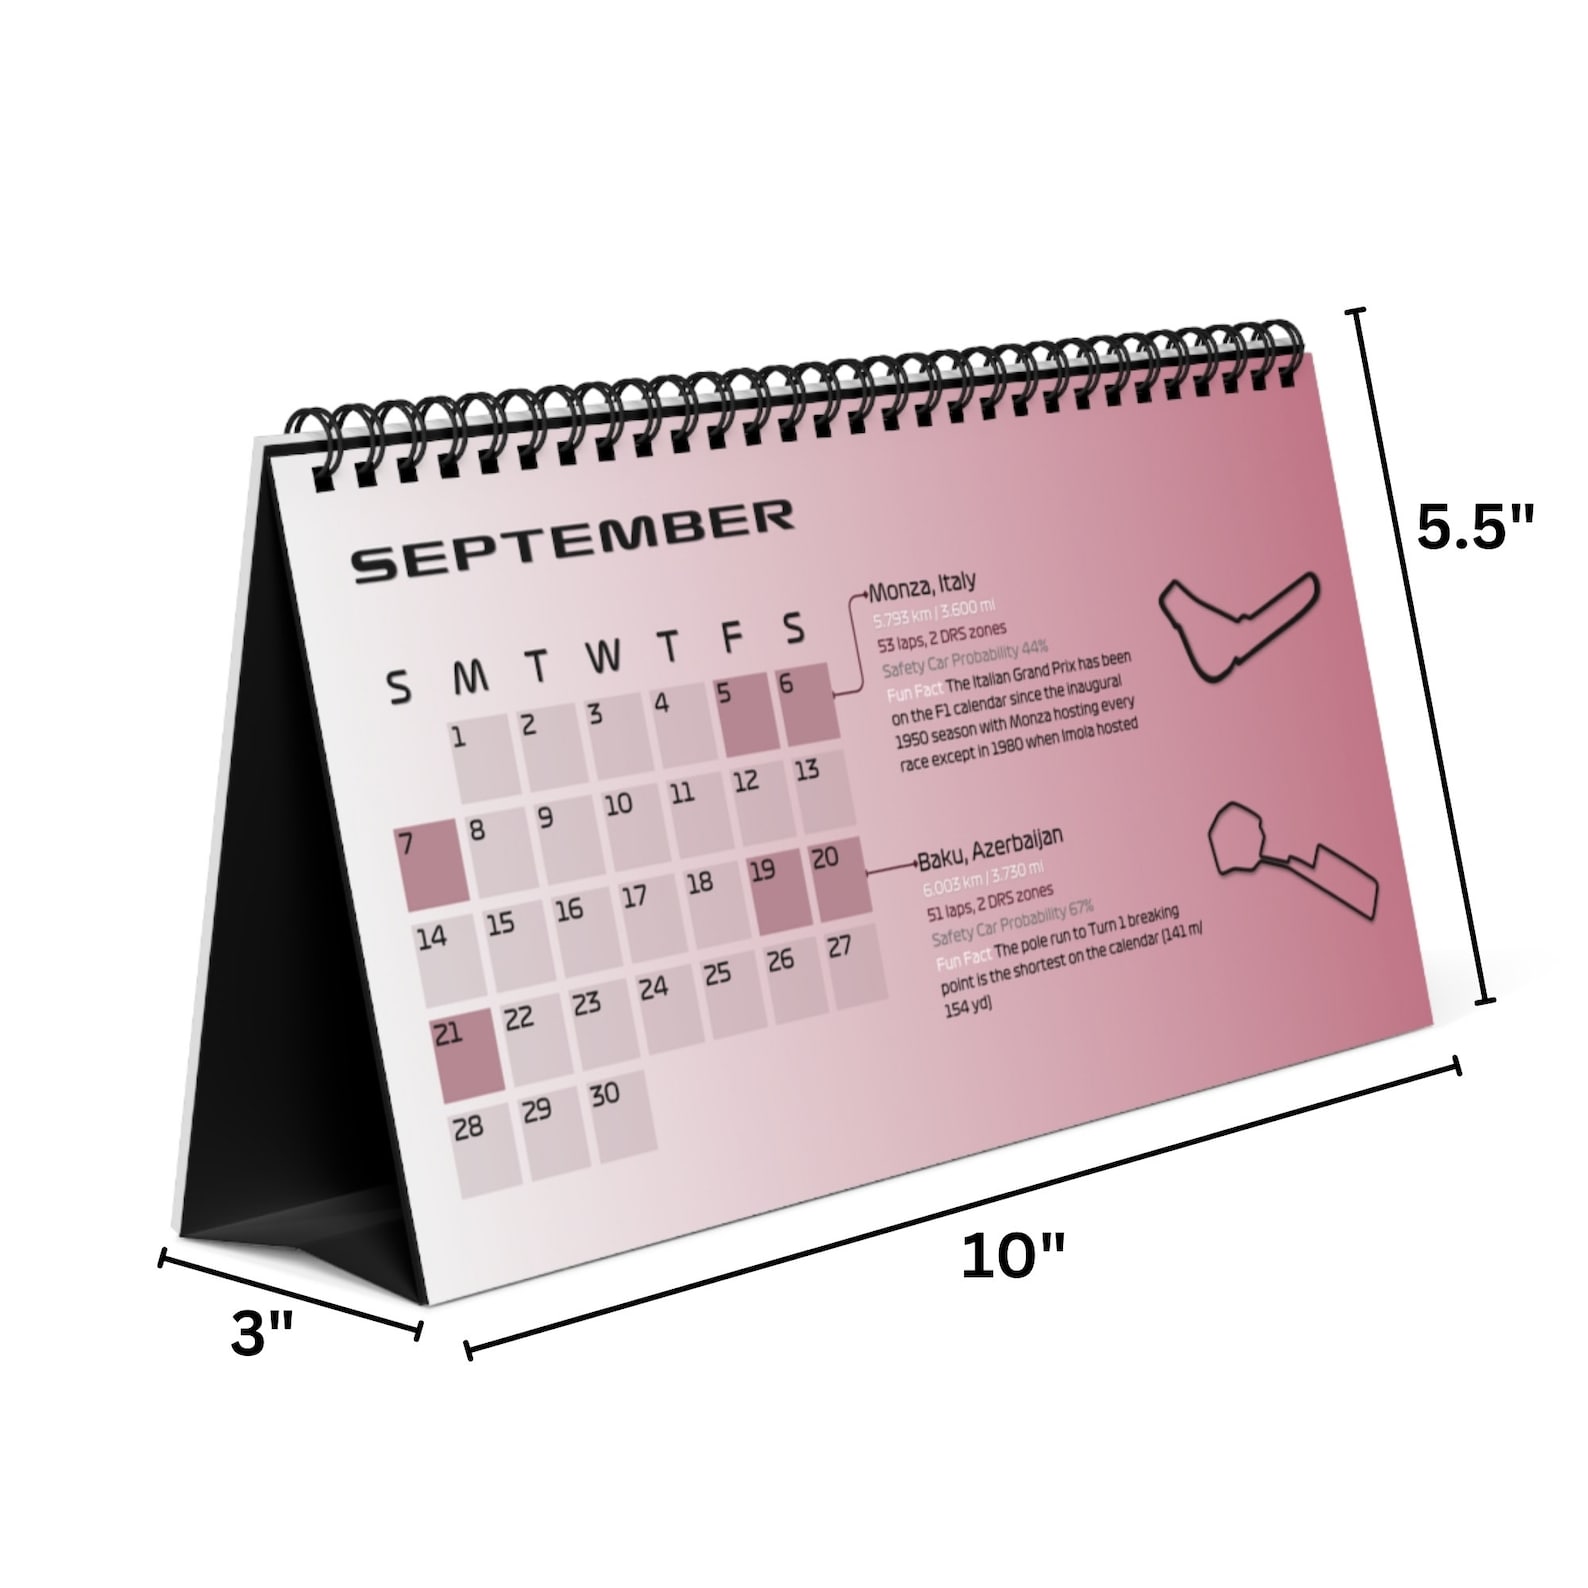 SEPTEMBER
S M T W T F S
1 2 3 4 5 6
7 8 9 10 11 12 13
14 15 16 17 18 19 20
21 22 23 24 25 26 27
28 29 30
Monza, Italy
5.793 km / 3.600 mi
53 laps, 2 DRS zones
Safety Car Probability 44%
Fun Fact The Italian Grand Prix has been
on the F1 calendar since the inaugural
1950 season with Monza hosting every
race except in 1980 when Imola hosted
Baku, Azerbaijan
6.003 km / 3.730 mi
51 laps, 2 DRS zones
Safety Car Probability 67%
Fun Fact The pole run to Turn 1 breaking
point is the shortest on the calendar (141 m/
154 yd)
5.5"
10"
3"